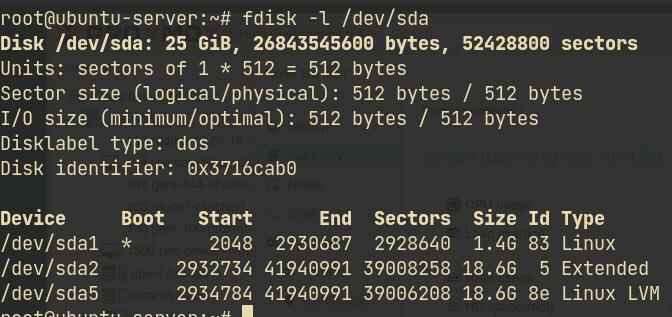 root@ubuntu-server:~# fdisk -l /dev/sda
Disk /dev/sda: 25 GiB, 26843545600 bytes, 52428800 sectors
Units: sectors of 1 * 512 = 512 bytes
Sector size (logical/physical): 512 bytes / 512 bytes
I/O size (minimum/optimal): 512 bytes / 512 bytes
Disklabel type: dos
Disk identifier: 0x3716cab0

Device     Boot   Start      End  Sectors  Size Id Type
/dev/sda1  *       2048  2930687  2928640  1.4G 83 Linux
/dev/sda2       2932734 41940991 39008258 18.6G  5 Extended
/dev/sda5       2934784 41940991 39006208 18.6G 8e Linux LVM
root@ubuntu-server:~#